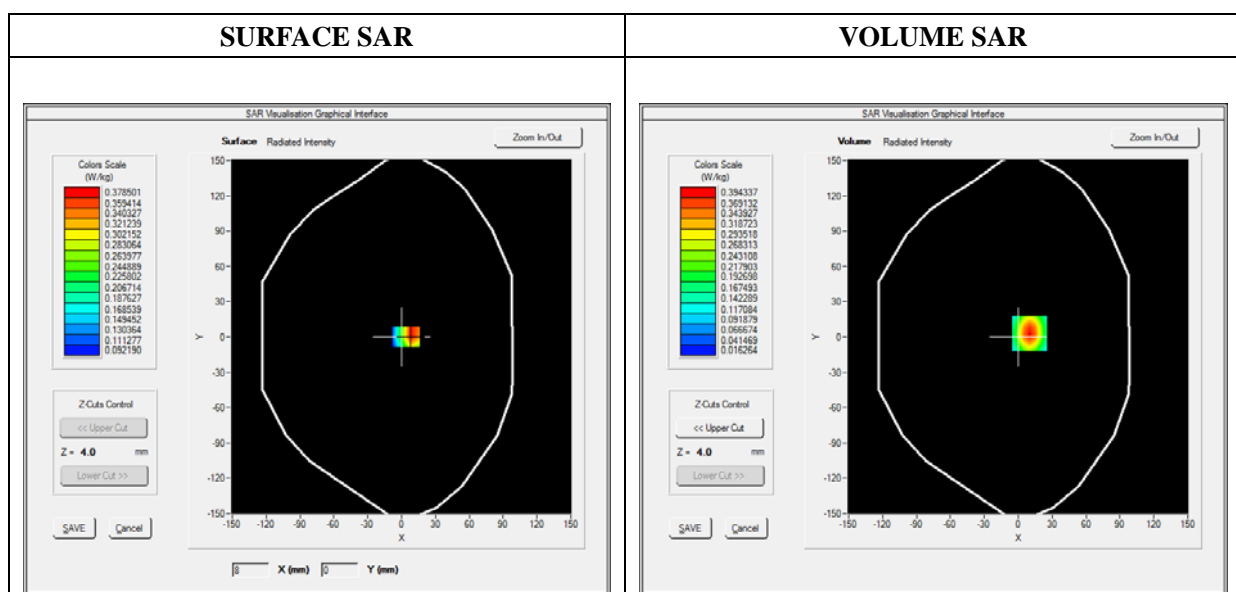 SURFACE SAR
VOLUME SAR
SAR Visualisation Graphical Interface
Surface Radiated Intensity
Zoom In/Out
Colors Scale
(W/kg)
0.378501
0.359414
0.340327
0.321239
0.302152
0.283064
0.263977
0.244889
0.225802
0.206714
0.187627
0.168539
0.149452
0.130364
0.111277
0.092190
Z-Cuts Control
<< Upper Cut
Z = 4.0 mm
Lower Cut >>
SAVE Cancel
150
120
90
60
30
0
-30
-60
-90
-120
-150
Y
-150 -120 -90 -60 -30 0 30 60 90 120 150
X
8 X (mm) 0 Y (mm)
SAR Visualisation Graphical Interface
Volume Radiated Intensity
Zoom In/Out
Colors Scale
(W/kg)
0.394337
0.369132
0.343927
0.318723
0.293518
0.268313
0.243108
0.217903
0.192698
0.167493
0.142289
0.117084
0.091879
0.066674
0.041469
0.016264
Z-Cuts Control
<< Upper Cut
Z = 4.0 mm
Lower Cut >>
SAVE Cancel
150
120
90
60
30
0
-30
-60
-90
-120
-150
Y
-150 -120 -90 -60 -30 0 30 60 90 120 150
X